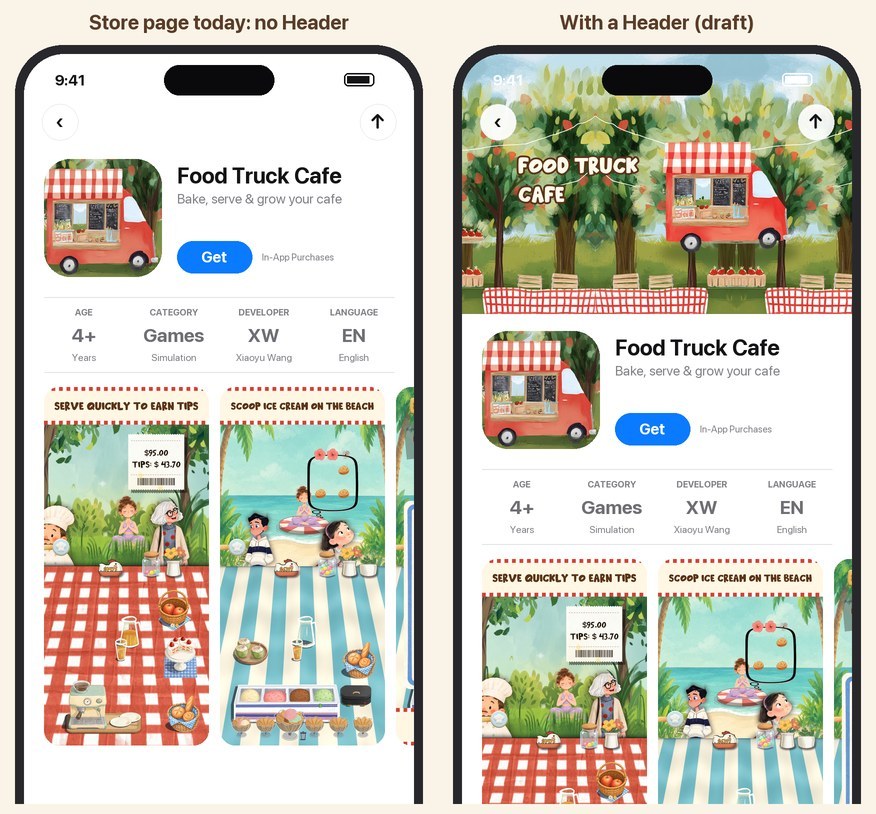 Store page today: no Header
9:41
Food Truck Cafe
Bake, serve & grow your cafe
Get
In-App Purchases
AGE
CATEGORY
DEVELOPER
LANGUAGE
4+
Games
XW
EN
Years
Simulation
Xiaoyu Wang
English
SERVE QUICKLY TO EARN TIPS
SCOOP ICE CREAM ON THE BEACH
$95.00
TIPS: $ 43.70
With a Header (draft)
9:41
FOOD TRUCK
CAFE
Food Truck Cafe
Bake, serve & grow your cafe
Get
In-App Purchases
AGE
CATEGORY
DEVELOPER
LANGUAGE
4+
Games
XW
EN
Years
Simulation
Xiaoyu Wang
English
SERVE QUICKLY TO EARN TIPS
SCOOP ICE CREAM ON THE BEACH
$95.00
TIPS: $ 43.70